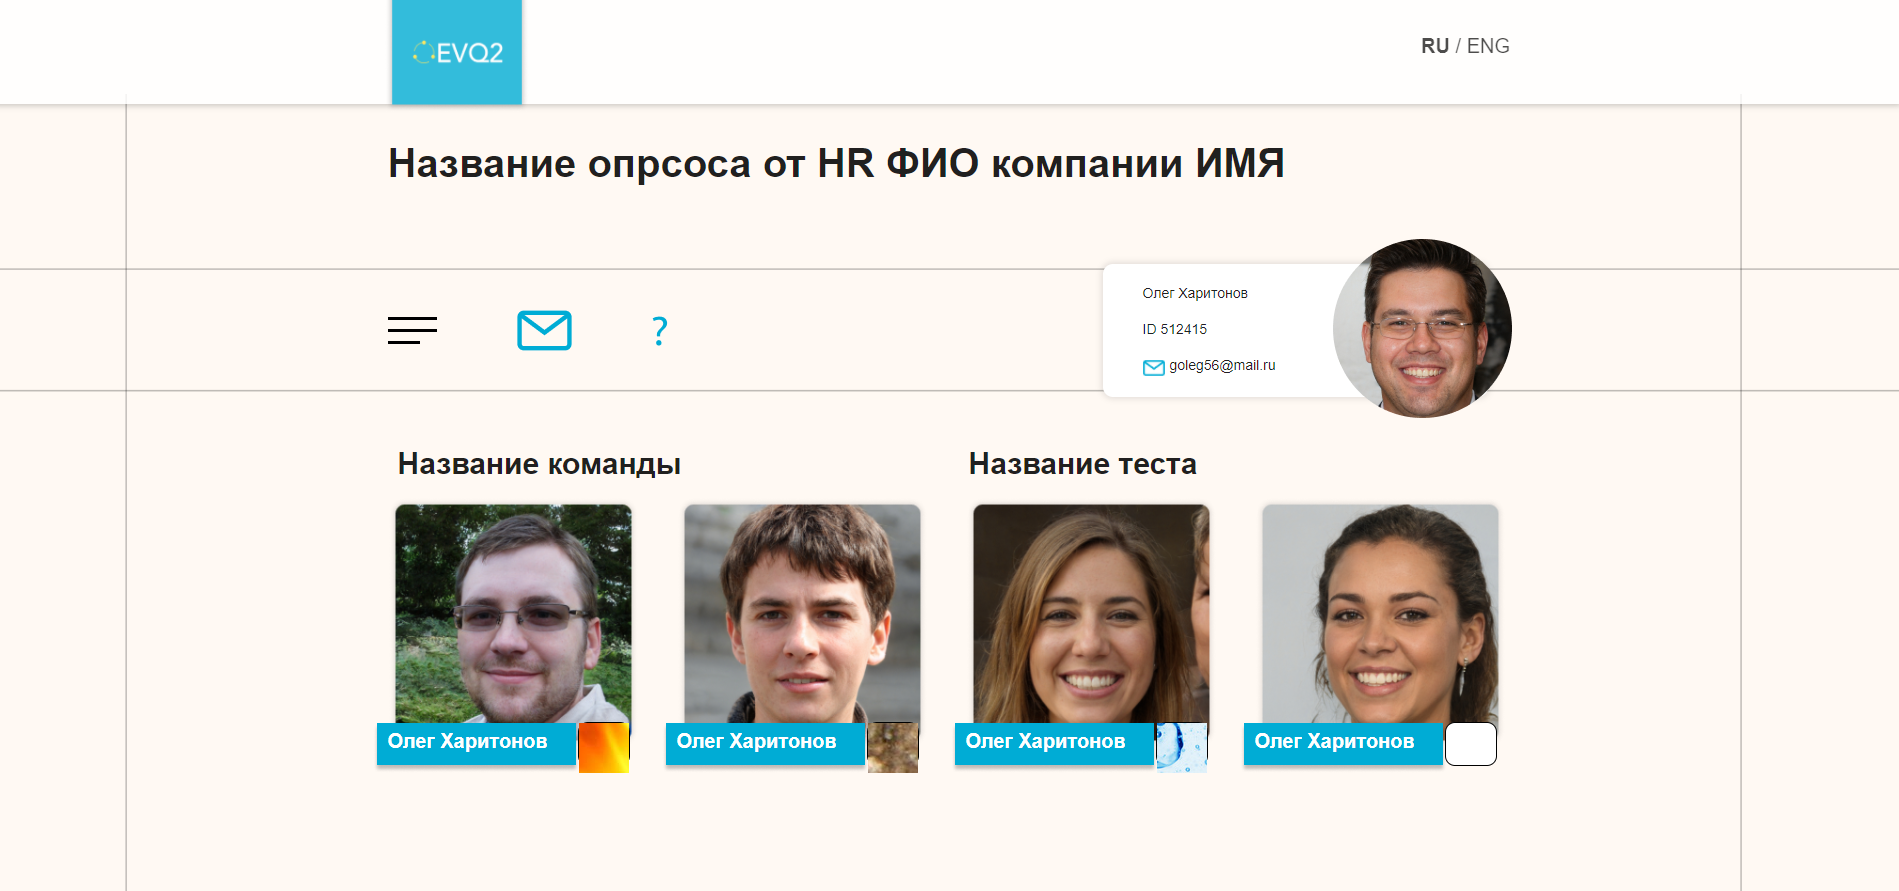 EVQ2
RU / ENG
Название опрсоса от HR ФИО компании ИМЯ
?
Олег Харитонов
ID 512415
goleg56@mail.ru
Название команды
Название теста
Олег Харитонов
Олег Харитонов
Олег Харитонов
Олег Харитонов